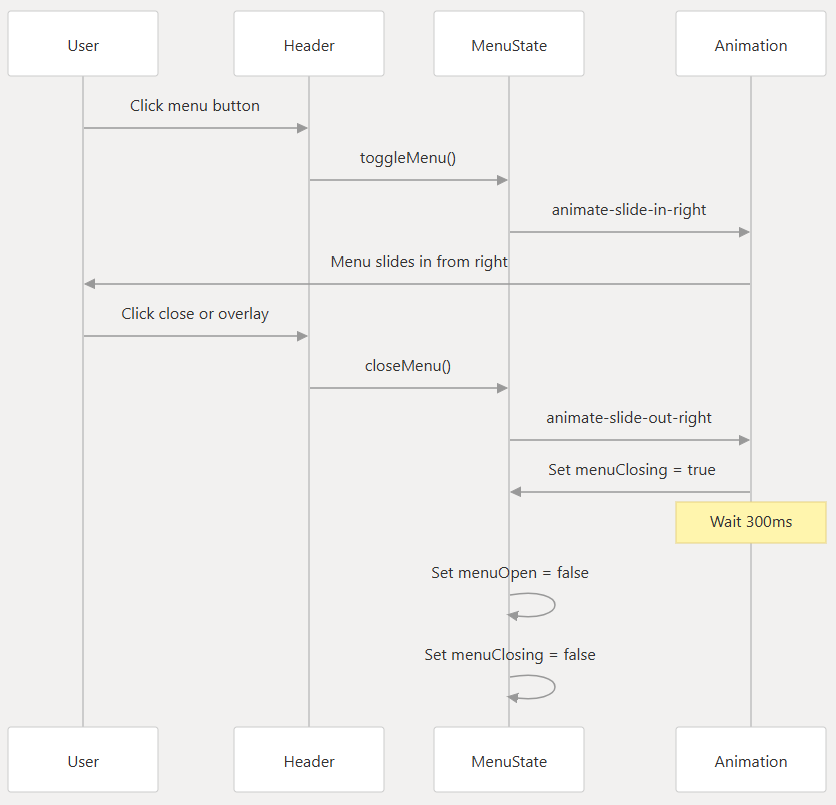 User
Header
MenuState
Animation
Click menu button
toggleMenu()
animate-slide-in-right
Menu slides in from right
Click close or overlay
closeMenu()
animate-slide-out-right
Set menuClosing = true
Wait 300ms
Set menuOpen = false
Set menuClosing = false
User
Header
MenuState
Animation